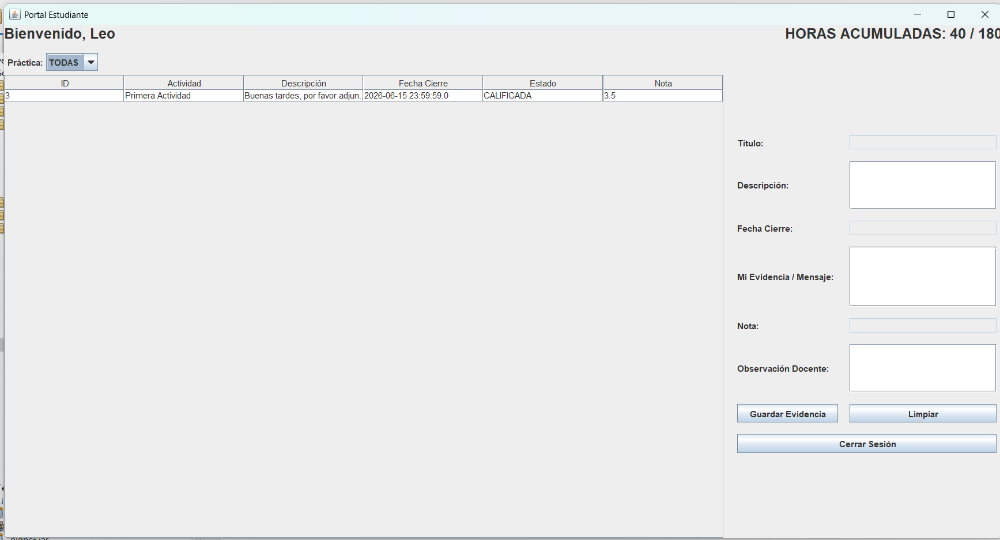 Portal Estudiante
Bienvenido, Leo
HORAS ACUMULADAS: 40 / 180
Práctica: TODAS
ID Actividad Descripción Fecha Cierre Estado Nota
3 Primera Actividad Buenas tardes, por favor adjun... 2026-06-15 23:59:59.0 CALIFICADA 3.5
Titulo:
Descripción:
Fecha Cierre:
Mi Evidencia / Mensaje:
Nota:
Observación Docente:
Guardar Evidencia Limpiar
Cerrar Sesión